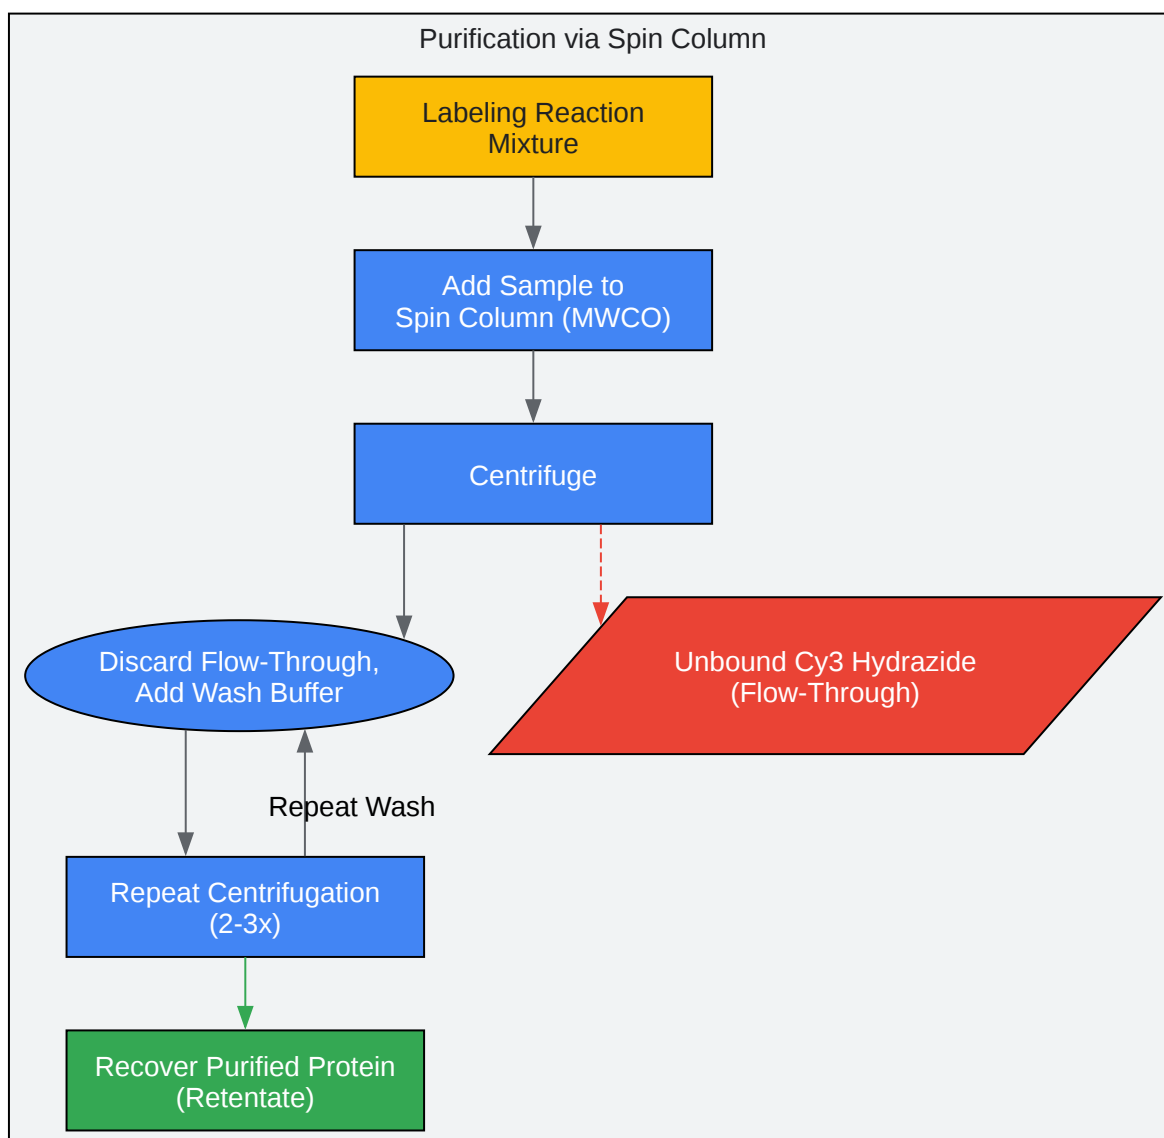 Purification via Spin Column
Labeling Reaction
Mixture
Add Sample to
Spin Column (MWCO)
Centrifuge
Discard Flow-Through,
Add Wash Buffer
Unbound Cy3 Hydrazide
(Flow-Through)
Repeat Wash
Repeat Centrifugation
(2-3x)
Recover Purified Protein
(Retentate)